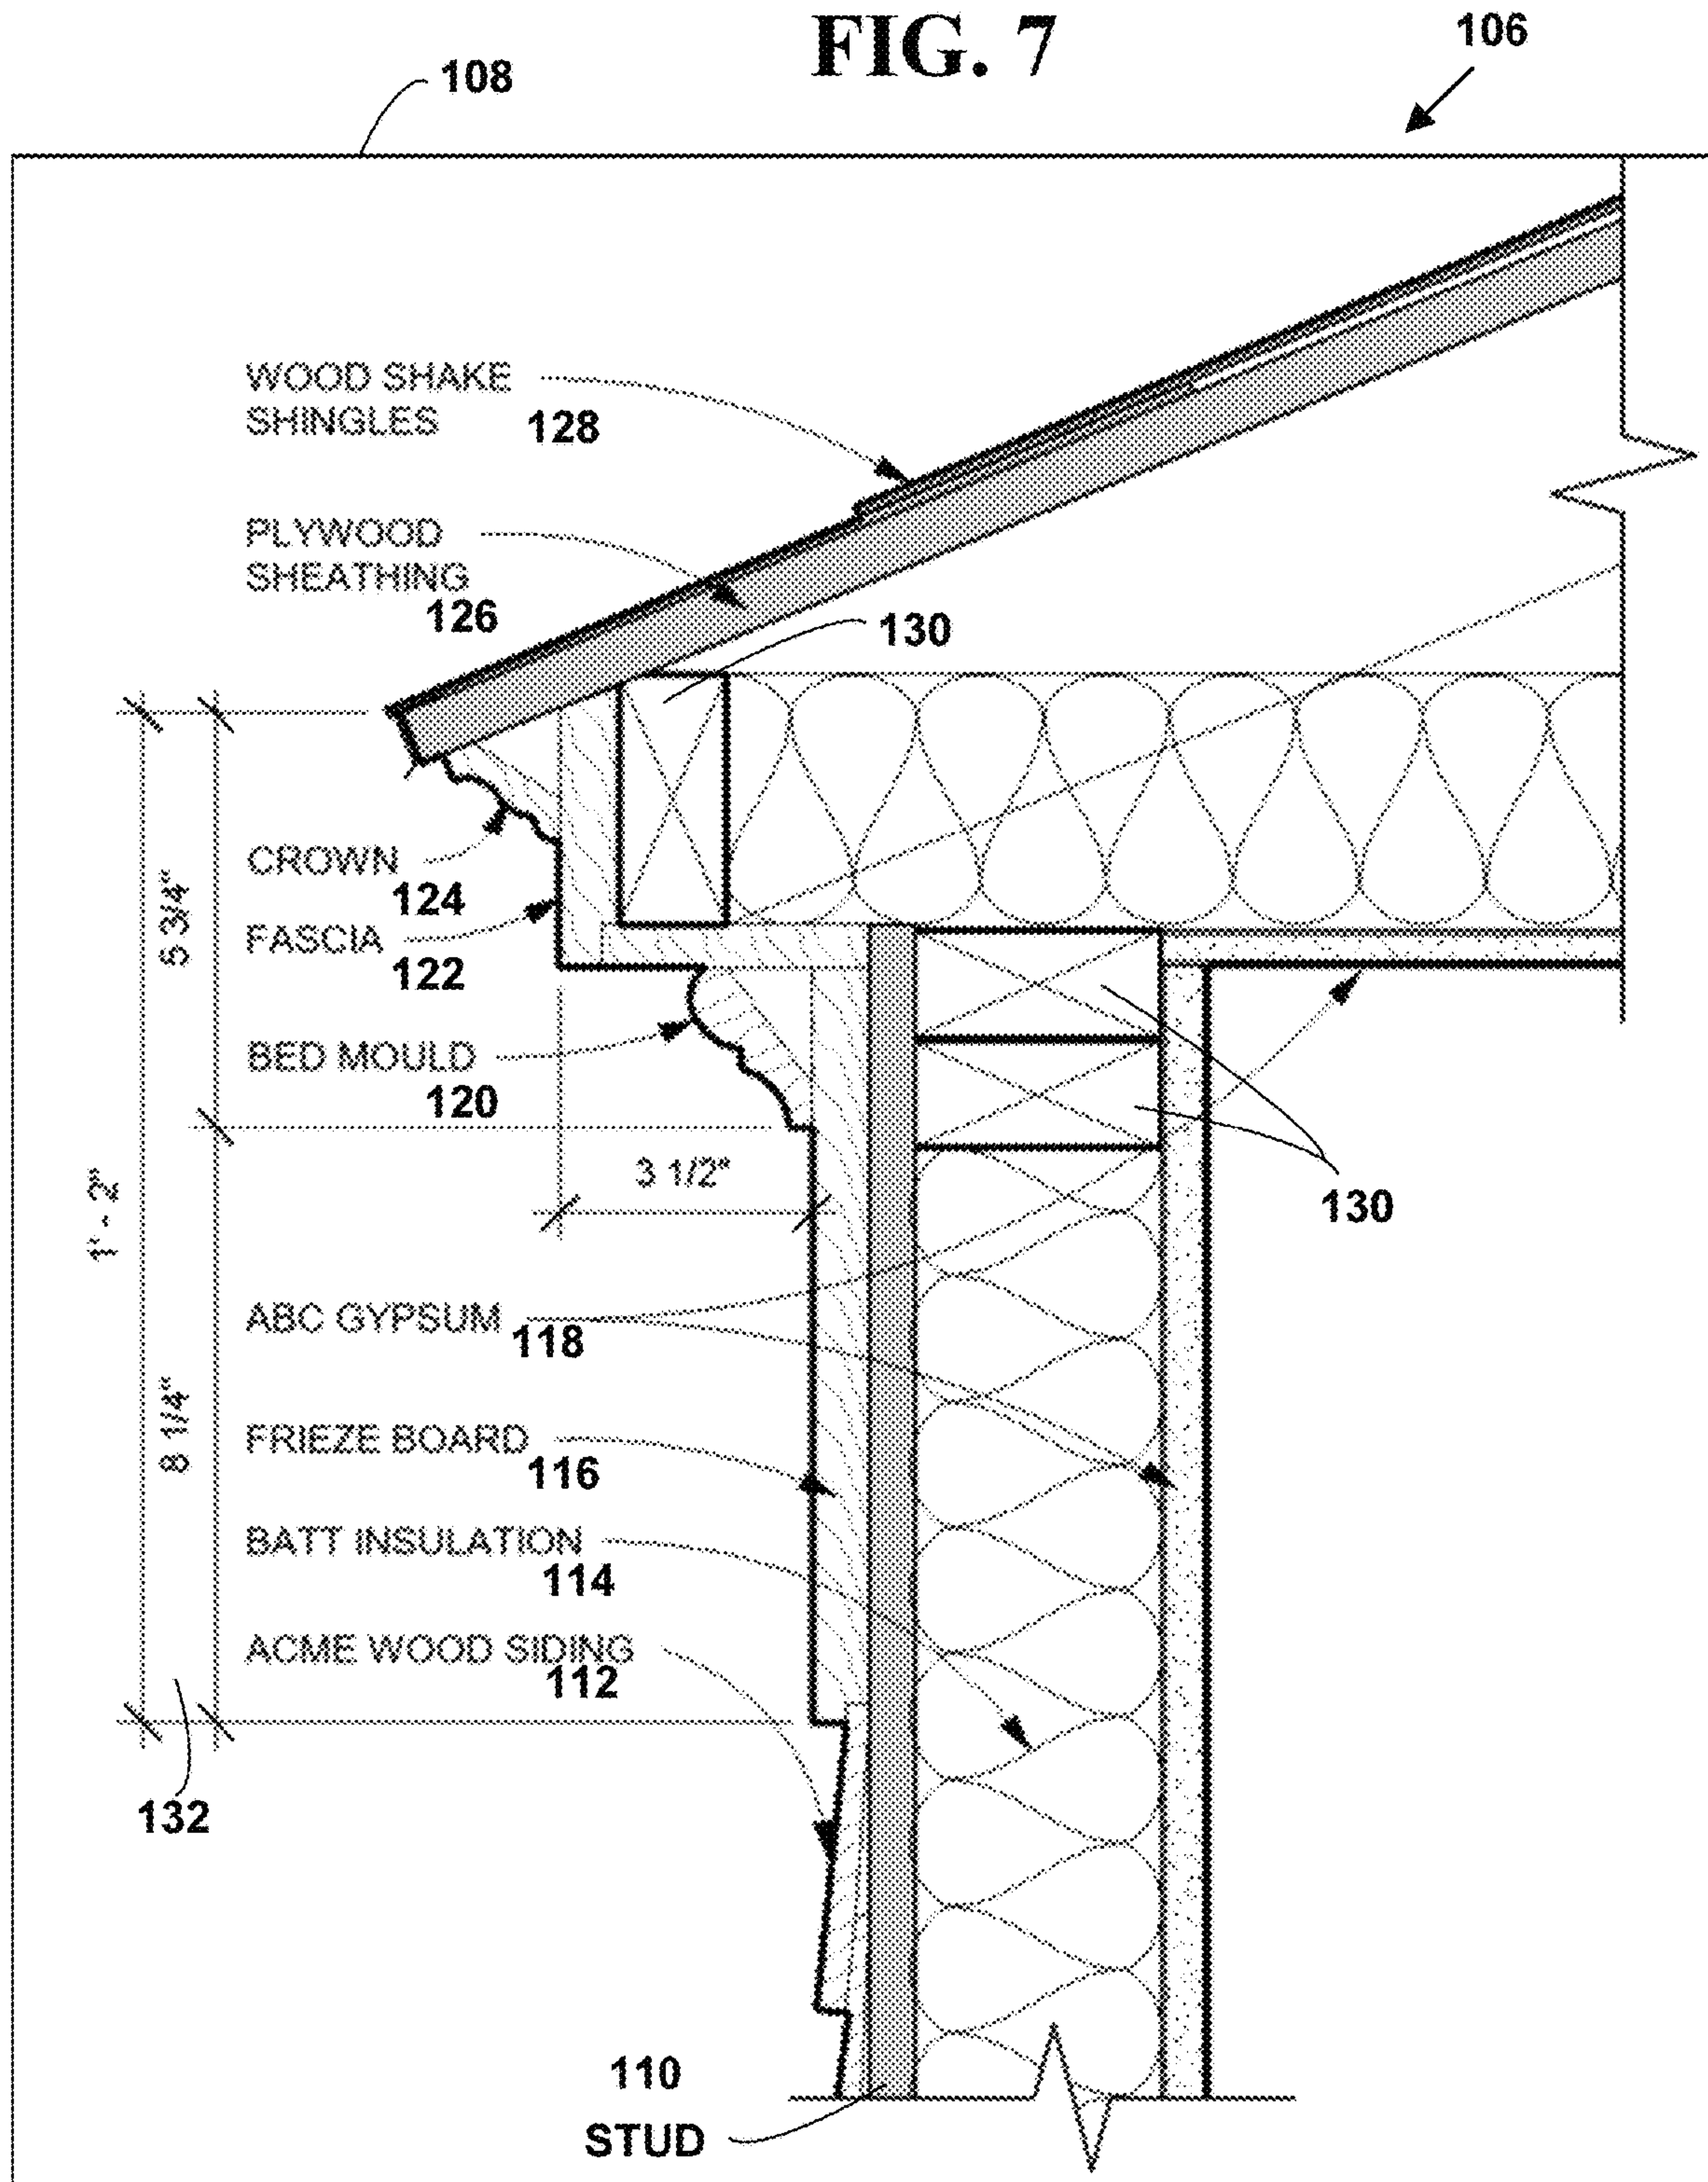 FIG. 7
106
108
WOOD SHAKE
SHINGLES
128
PLYWOOD
SHEATHING
126
130
CROWN
124
FASCIA
122
BED MOULD
120
5 3/4"
3 1/2"
1' - 2"
130
ABC GYPSUM
118
8 1/4"
FRIEZE BOARD
116
BATT INSULATION
114
ACME WOOD SIDING
112
132
110
STUD